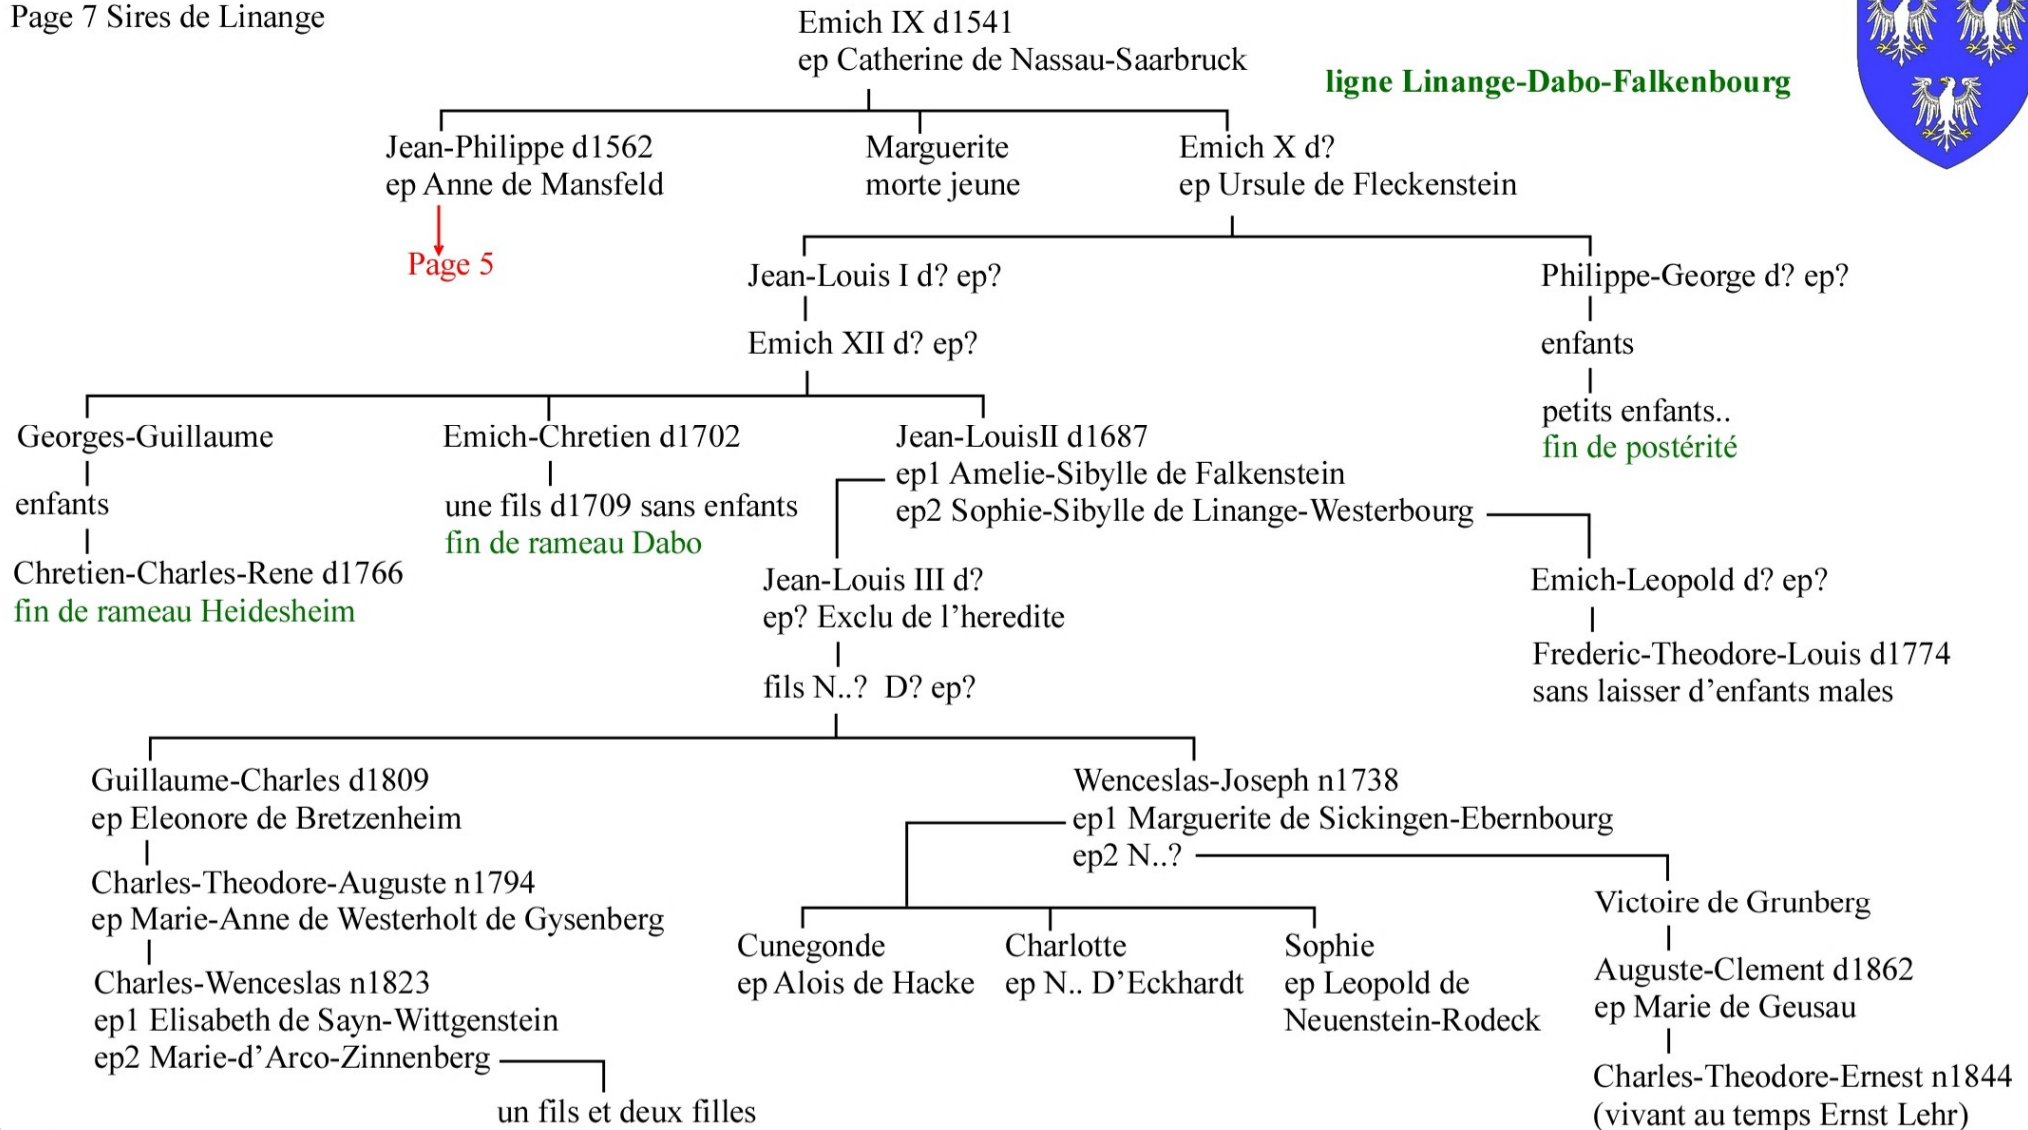 Page 7 Sires de Linange
Emich IX d1541
ep Catherine de Nassau-Saarbruck
ligne Linange-Dabo-Falkenbourg
Jean-Philippe d1562
ep Anne de Mansfeld
Page 5
Marguerite
morte jeune
Emich X d?
ep Ursule de Fleckenstein
Jean-Louis I d? ep?
Emich XII d? ep?
Philippe-George d? ep?
enfants
petits enfants..
fin de postérité
Georges-Guillaume
enfants
Chretien-Charles-Rene d1766
fin de rameau Heidesheim
Emich-Chretien d1702
une fils d1709 sans enfants
fin de rameau Dabo
Jean-LouisII d1687
ep1 Amelie-Sibylle de Falkenstein
ep2 Sophie-Sibylle de Linange-Westerbourg
Jean-Louis III d?
ep? Exclu de l'heredite
fils N..? D? ep?
Emich-Leopold d? ep?
Frederic-Theodore-Louis d1774
sans laisser d'enfants males
Guillaume-Charles d1809
ep Eleonore de Bretzenheim
Charles-Theodore-Auguste n1794
ep Marie-Anne de Westerholt de Gysenberg
Charles-Wenceslas n1823
ep1 Elisabeth de Sayn-Wittgenstein
ep2 Marie-d'Arco-Zinnenberg
un fils et deux filles
Wenceslas-Joseph n1738
ep1 Marguerite de Sickingen-Ebernbourg
ep2 N..?
Cunegonde
ep Alois de Hacke
Charlotte
ep N.. D'Eckhardt
Sophie
ep Leopold de
Neuenstein-Rodeck
Victoire de Grunberg
Auguste-Clement d1862
ep Marie de Geusau
Charles-Theodore-Ernest n1844
(vivant au temps Ernst Lehr)